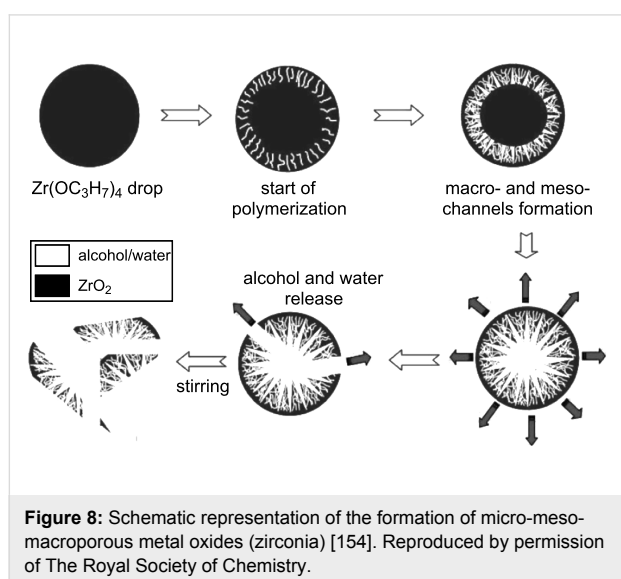 Zr(OC₃H₇)₄ drop
start of
polymerization
macro- and meso-
channels formation
alcohol/water
ZrO₂
alcohol and water
release
stirring
Figure 8: Schematic representation of the formation of micro-meso-
macroporous metal oxides (zirconia) [154]. Reproduced by permission
of The Royal Society of Chemistry.